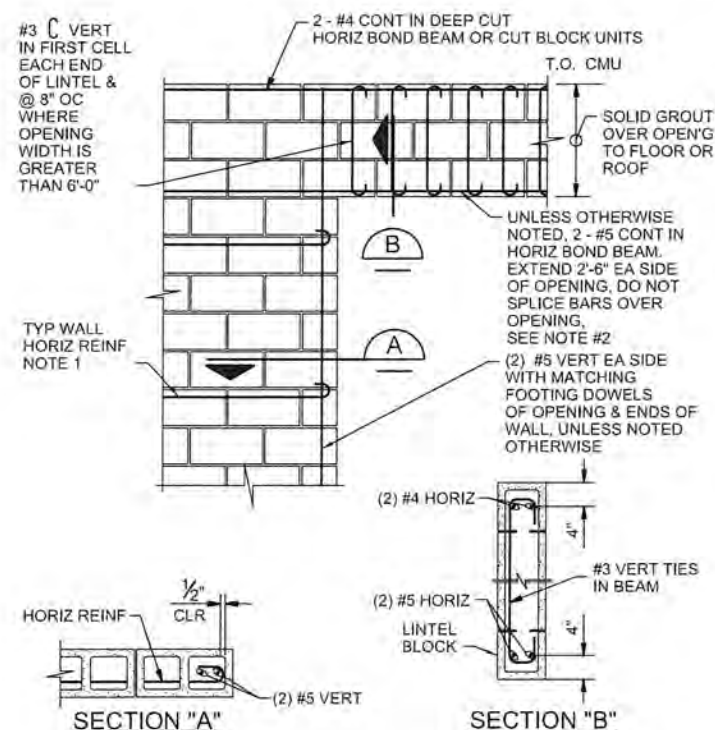 #3 C VERT
IN FIRST CELL
EACH END
OF LINTEL &
@ 8" OC
WHERE
OPENING
WIDTH IS
GREATER
THAN 6'-0"
2 - #4 CONT IN DEEP CUT
HORIZ BOND BEAM OR CUT BLOCK UNITS
T.O. CMU
SOLID GROUT
OVER OPEN'G
TO FLOOR OR
ROOF
B
UNLESS OTHERWISE
NOTED, 2 - #5 CONT IN
HORIZ BOND BEAM.
EXTEND 2'-6" EA SIDE
OF OPENING, DO NOT
SPLICE BARS OVER
OPENING,
SEE NOTE #2
TYP WALL
HORIZ REINF
NOTE 1
A
(2) #5 VERT EA SIDE
WITH MATCHING
FOOTING DOWELS
OF OPENING & ENDS OF
WALL, UNLESS NOTED
OTHERWISE
½"
CLR
HORIZ REINF
(2) #5 VERT
SECTION "A"
(2) #4 HORIZ
4"
#3 VERT TIES
IN BEAM
(2) #5 HORIZ
4"
LINTEL
BLOCK
SECTION "B"